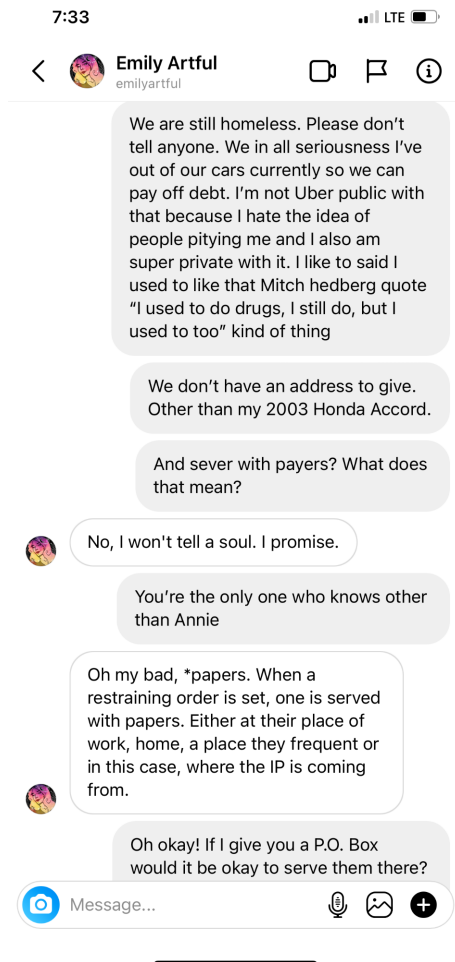 7:33 LTE
Emily Artful
emilyartful
We are still homeless. Please don’t
tell anyone. We in all seriousness I’ve
out of our cars currently so we can
pay off debt. I’m not Uber public with
that because I hate the idea of
people pitying me and I also am
super private with it. I like to said I
used to like that Mitch hedberg quote
“I used to do drugs, I still do, but I
used to too” kind of thing
We don’t have an address to give.
Other than my 2003 Honda Accord.
And sever with payers? What does
that mean?
No, I won't tell a soul. I promise.
You’re the only one who knows other
than Annie
Oh my bad, *papers. When a
restraining order is set, one is served
with papers. Either at their place of
work, home, a place they frequent or
in this case, where the IP is coming
from.
Oh okay! If I give you a P.O. Box
would it be okay to serve them there?
Message...